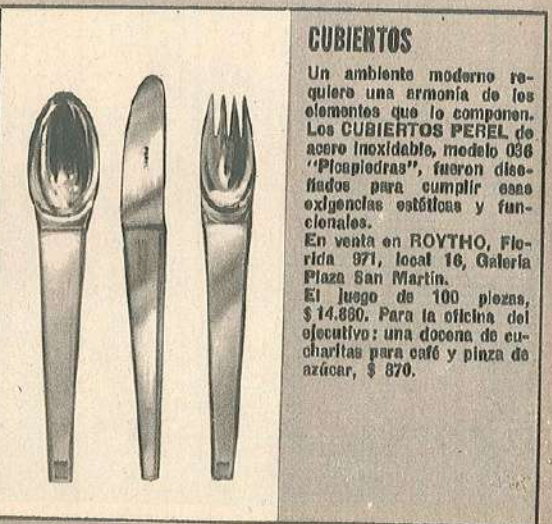 CUBIERTOS
Un ambiente moderno re-
quiere una armonía de los
elementos que lo componen.
Los CUBIERTOS PEREL de
acero inoxidable, modelo 036
"Picapiedras", fueron dise-
ñados para cumplir esas
exigencias estéticas y fun-
cionales.
En venta en ROYTHO, Flo-
rida 971, local 16, Galería
Plaza San Martín.
El juego de 100 piezas,
$ 14.860. Para la oficina del
ejecutivo: una docena de cu-
charitas para café y pinza de
azúcar, $ 870.